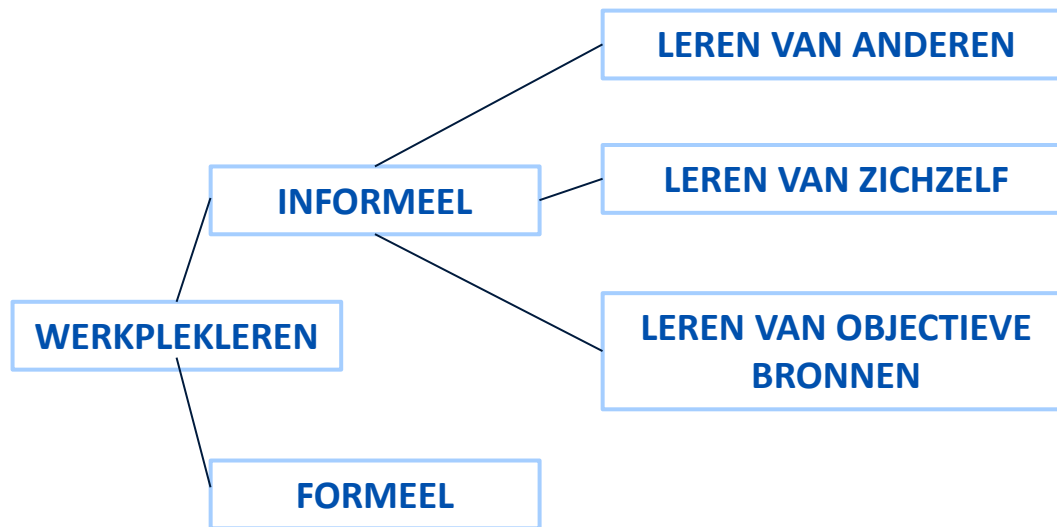 LEREN VAN ANDEREN
LEREN VAN ZICHZELF
INFORMEEL
LEREN VAN OBJECTIEVE
BRONNEN
WERKPLEKLEREN
FORMEEL